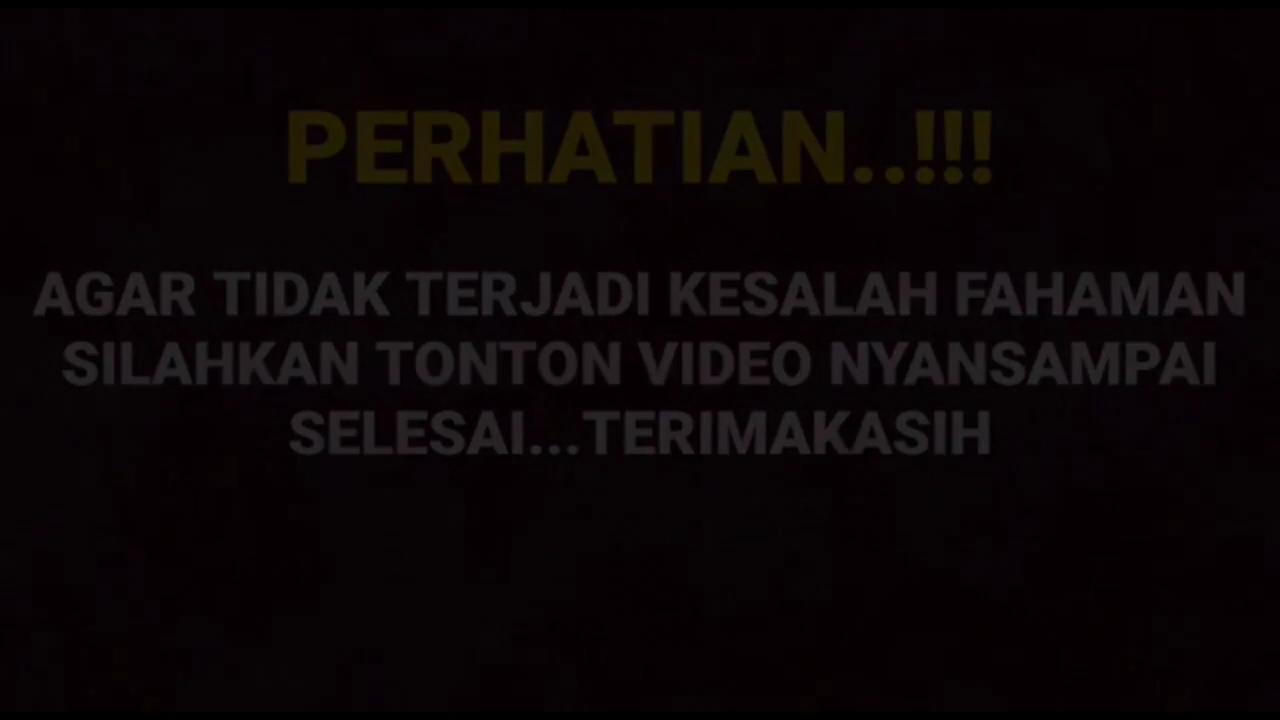 PERHATIAN..!!!
AGAR TIDAK TERJADI KESALAH FAHAMAN
SILAHKAN TONTON VIDEO NYANSAMPAI
SELESAI...TERIMAKASIH